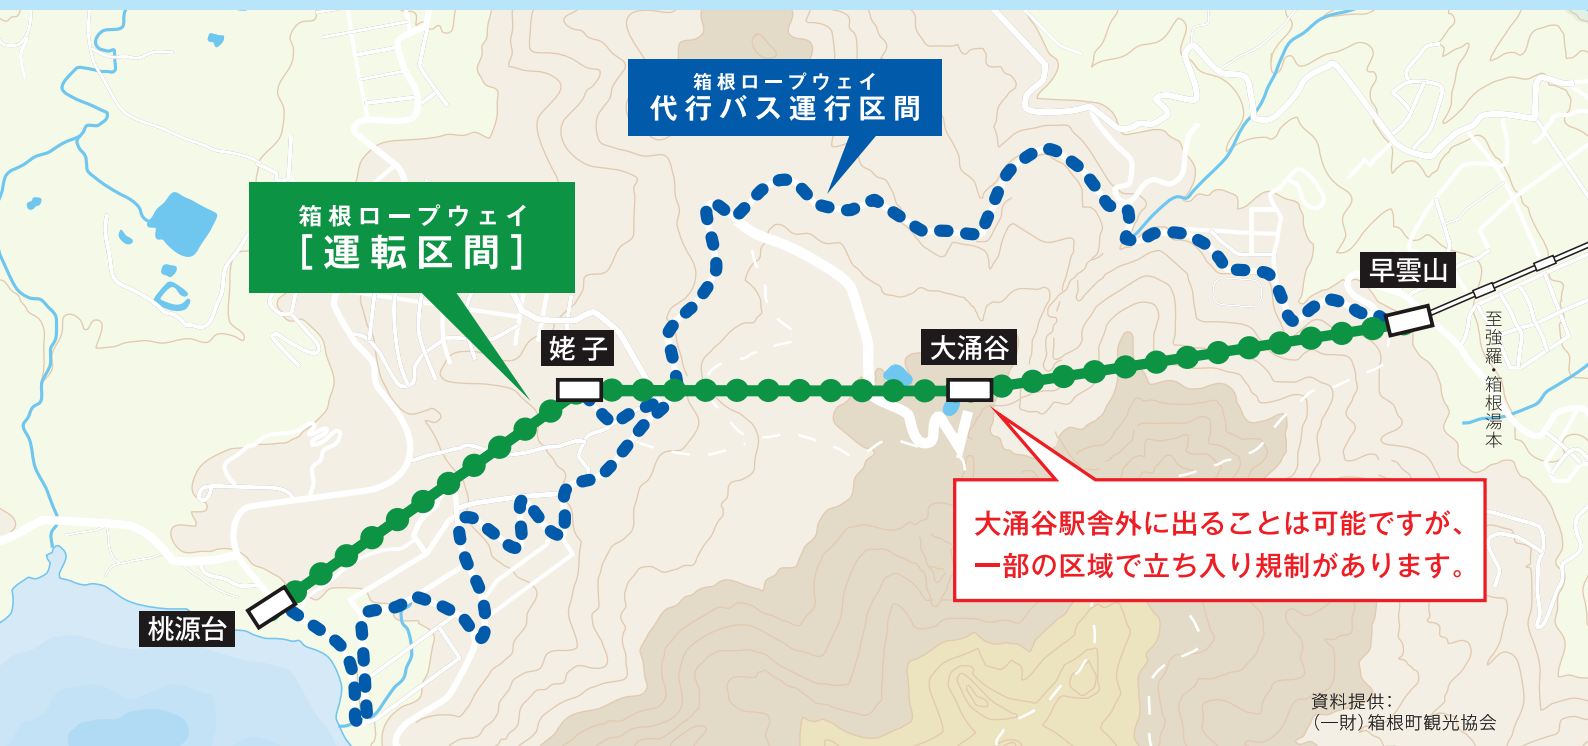 箱根ロープウェイ
代行バス運行区間
箱根ロープウェイ
[運転区間]
早雲山
姥子
大涌谷
至強羅・箱根湯本
大涌谷駅舎外に出ることは可能ですが、
一部の区域で立ち入り規制があります。
桃源台
資料提供：
(一財)箱根町観光協会